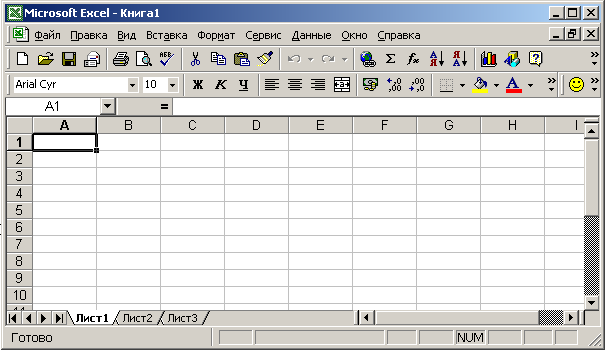 Microsoft Excel - Книга1
Файл Правка Вид Вставка Формат Сервис Данные Окно Справка
Arial Cyr 10 Ж К Ч
A1 =
A B C D E F G H I
1
2
3
4
5
6
7
8
9
10
Лист1 Лист2 Лист3
Готово NUM